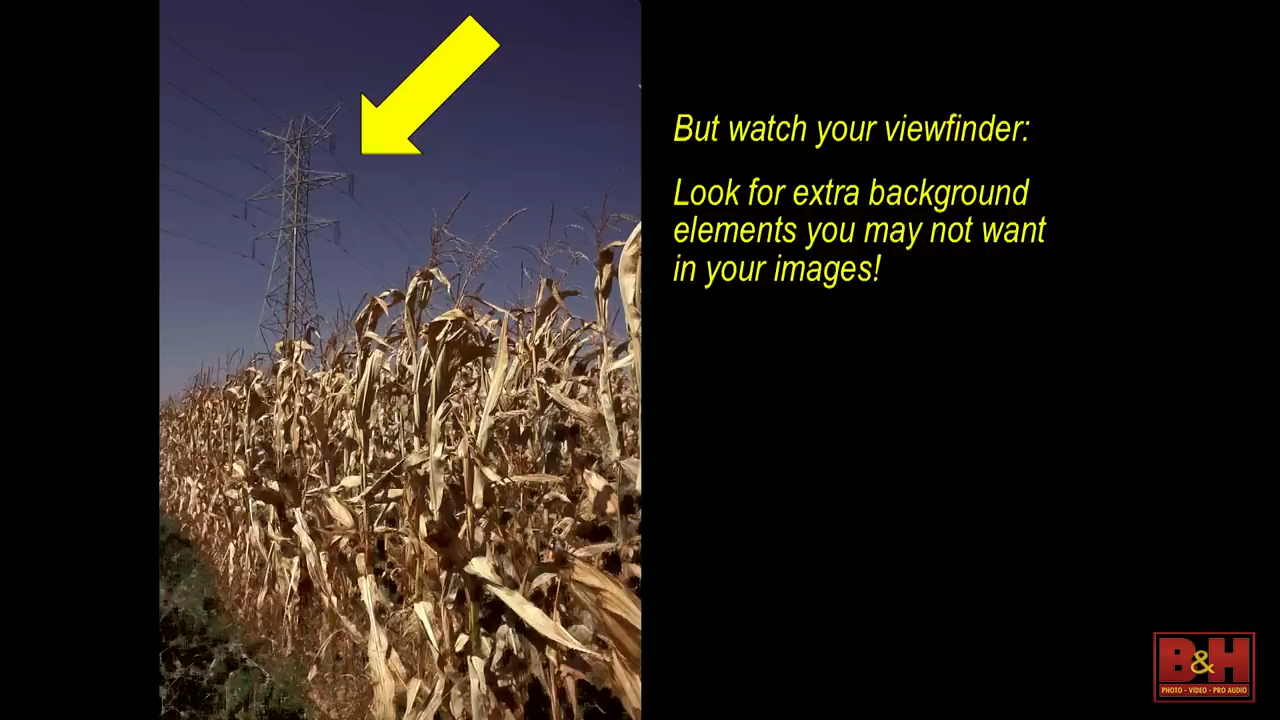 But watch your viewfinder:
Look for extra background
elements you may not want
in your images!
B&H
PHOTO - VIDEO - PRO AUDIO